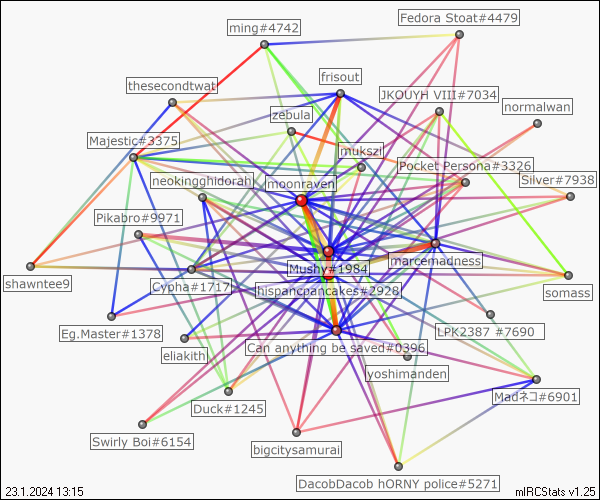 Fedora Stoat#4479
ming#4742
frisout
thesecondtwat
JKOUYH VIII#7034
normalwan
zebula
Majestic#3375
mukszi
Pocket Persona#3326
neokingghidorah
moonraven
Silver#7938
Pikabro#9971
marcemadness
Mushy#1984
shawntee9
Cypha#1717
hispancpancakes#2928
somass
Eg.Master#1378
LPK2387 #7690
eliakith
Can anything be saved#0396
yoshimanden
Madネコ#6901
Duck#1245
Swirly Boi#6154
bigcitysamurai
DacobDacob hORNY police#5271
23.1.2024 13:15
mIRCStats v1.25